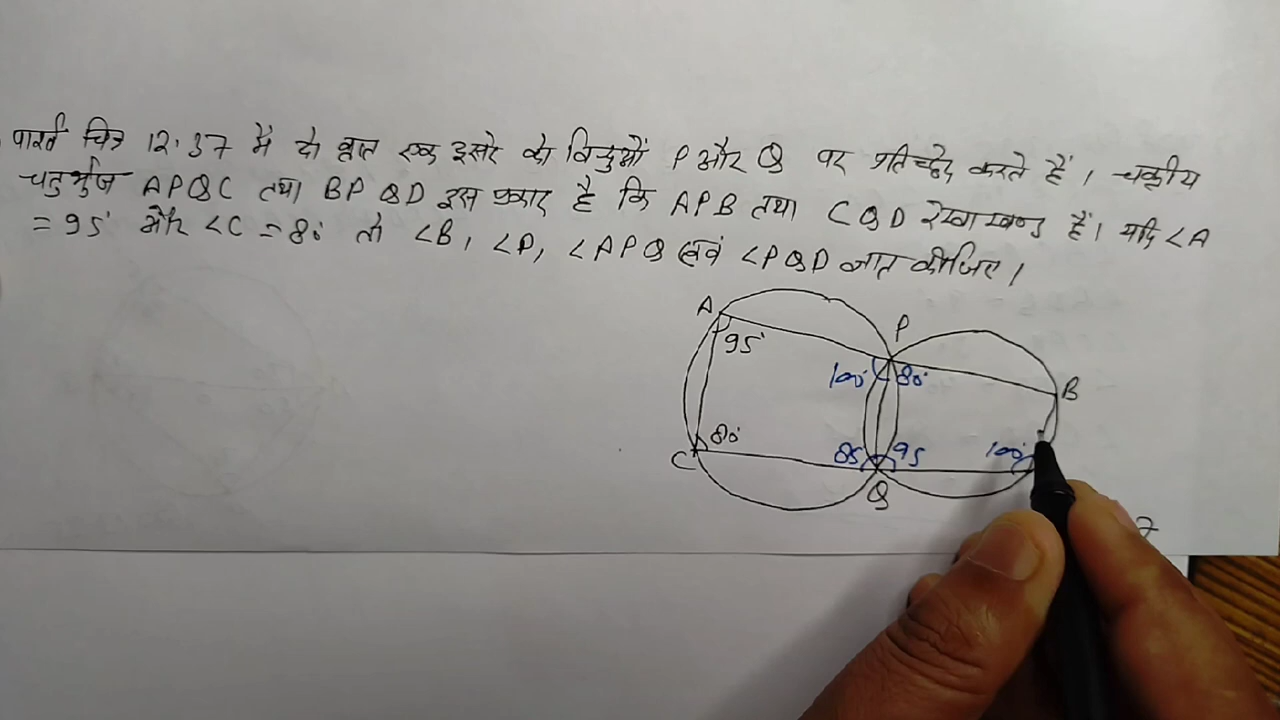 पार्श्व चित्र 12.37 में दो वृत्त एक दूसरे को बिन्दुओं P और Q पर प्रतिच्छेद करते हैं। चक्रीय
चतुर्भुज APQC तथा BPQD इस प्रकार है कि APB तथा CQD रेखाखण्ड हैं। यदि ∠A
= 95° और ∠C = 80° तो ∠B, ∠D, ∠APQ एवं ∠PQD ज्ञात कीजिए।
A P
95°
100° 80° B
80° 85 95 100°
C Q
7